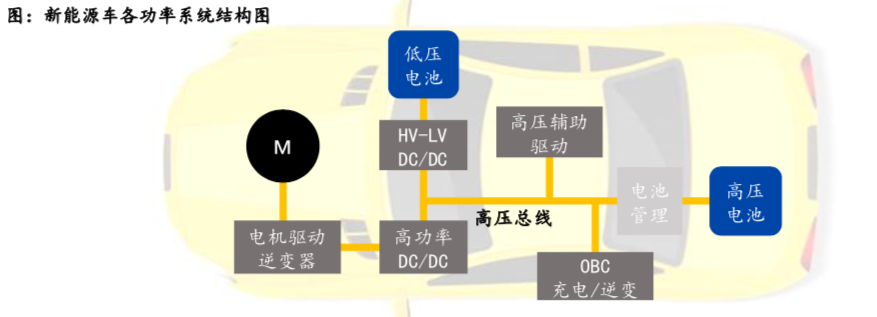 图：新能源车各功率系统结构图
低压
电池
M
HV-LV
DC/DC
高压辅助
驱动
电池
管理
高压
电池
高压总线
电机驱动
逆变器
高功率
DC/DC
OBC
充电/逆变